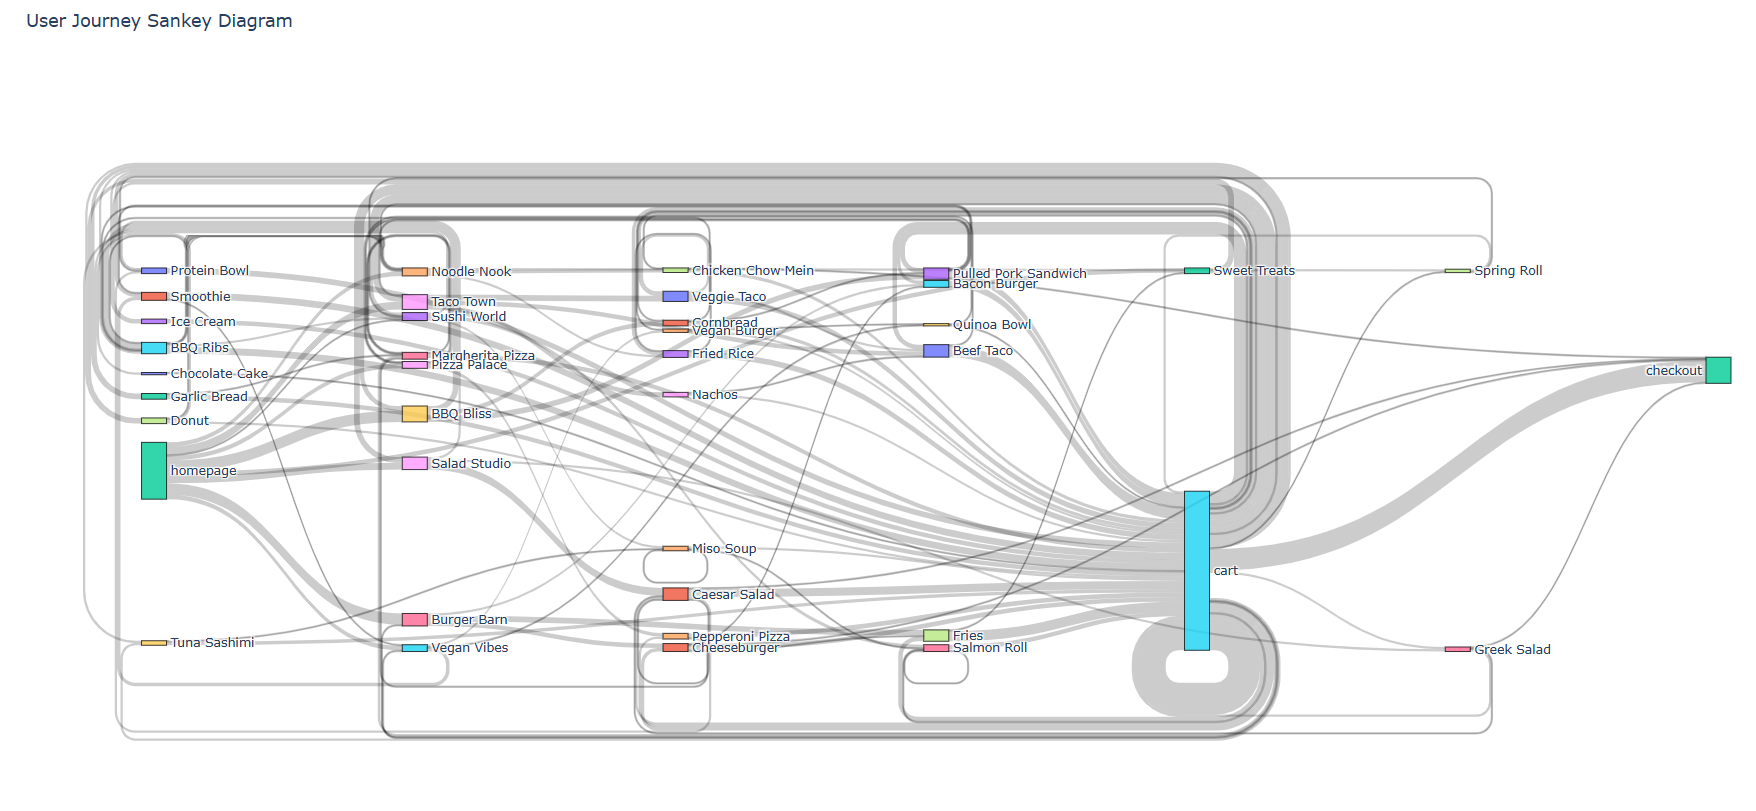 User Journey Sankey Diagram
Protein Bowl
Smoothie
Ice Cream
BBQ Ribs
Chocolate Cake
Garlic Bread
Donut
homepage
Tuna Sashimi
Noodle Nook
Taco Town
Sushi World
Margherita Pizza
Pizza Palace
BBQ Bliss
Salad Studio
Burger Barn
Vegan Vibes
Chicken Chow Mein
Veggie Taco
Cornbread
Vegan Burger
Fried Rice
Nachos
Miso Soup
Caesar Salad
Pepperoni Pizza
Cheeseburger
Pulled Pork Sandwich
Bacon Burger
Quinoa Bowl
Beef Taco
Fries
Salmon Roll
Sweet Treats
cart
Spring Roll
Greek Salad
checkout